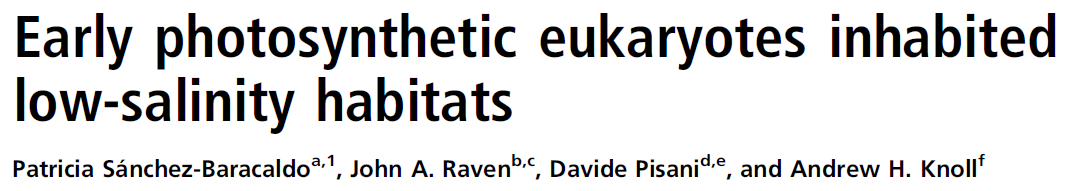 Early photosynthetic eukaryotes inhabited
low-salinity habitats
Patricia Sánchez-Baracaldoa,1, John A. Ravenb,c, Davide Pisanid,e, and Andrew H. Knollf